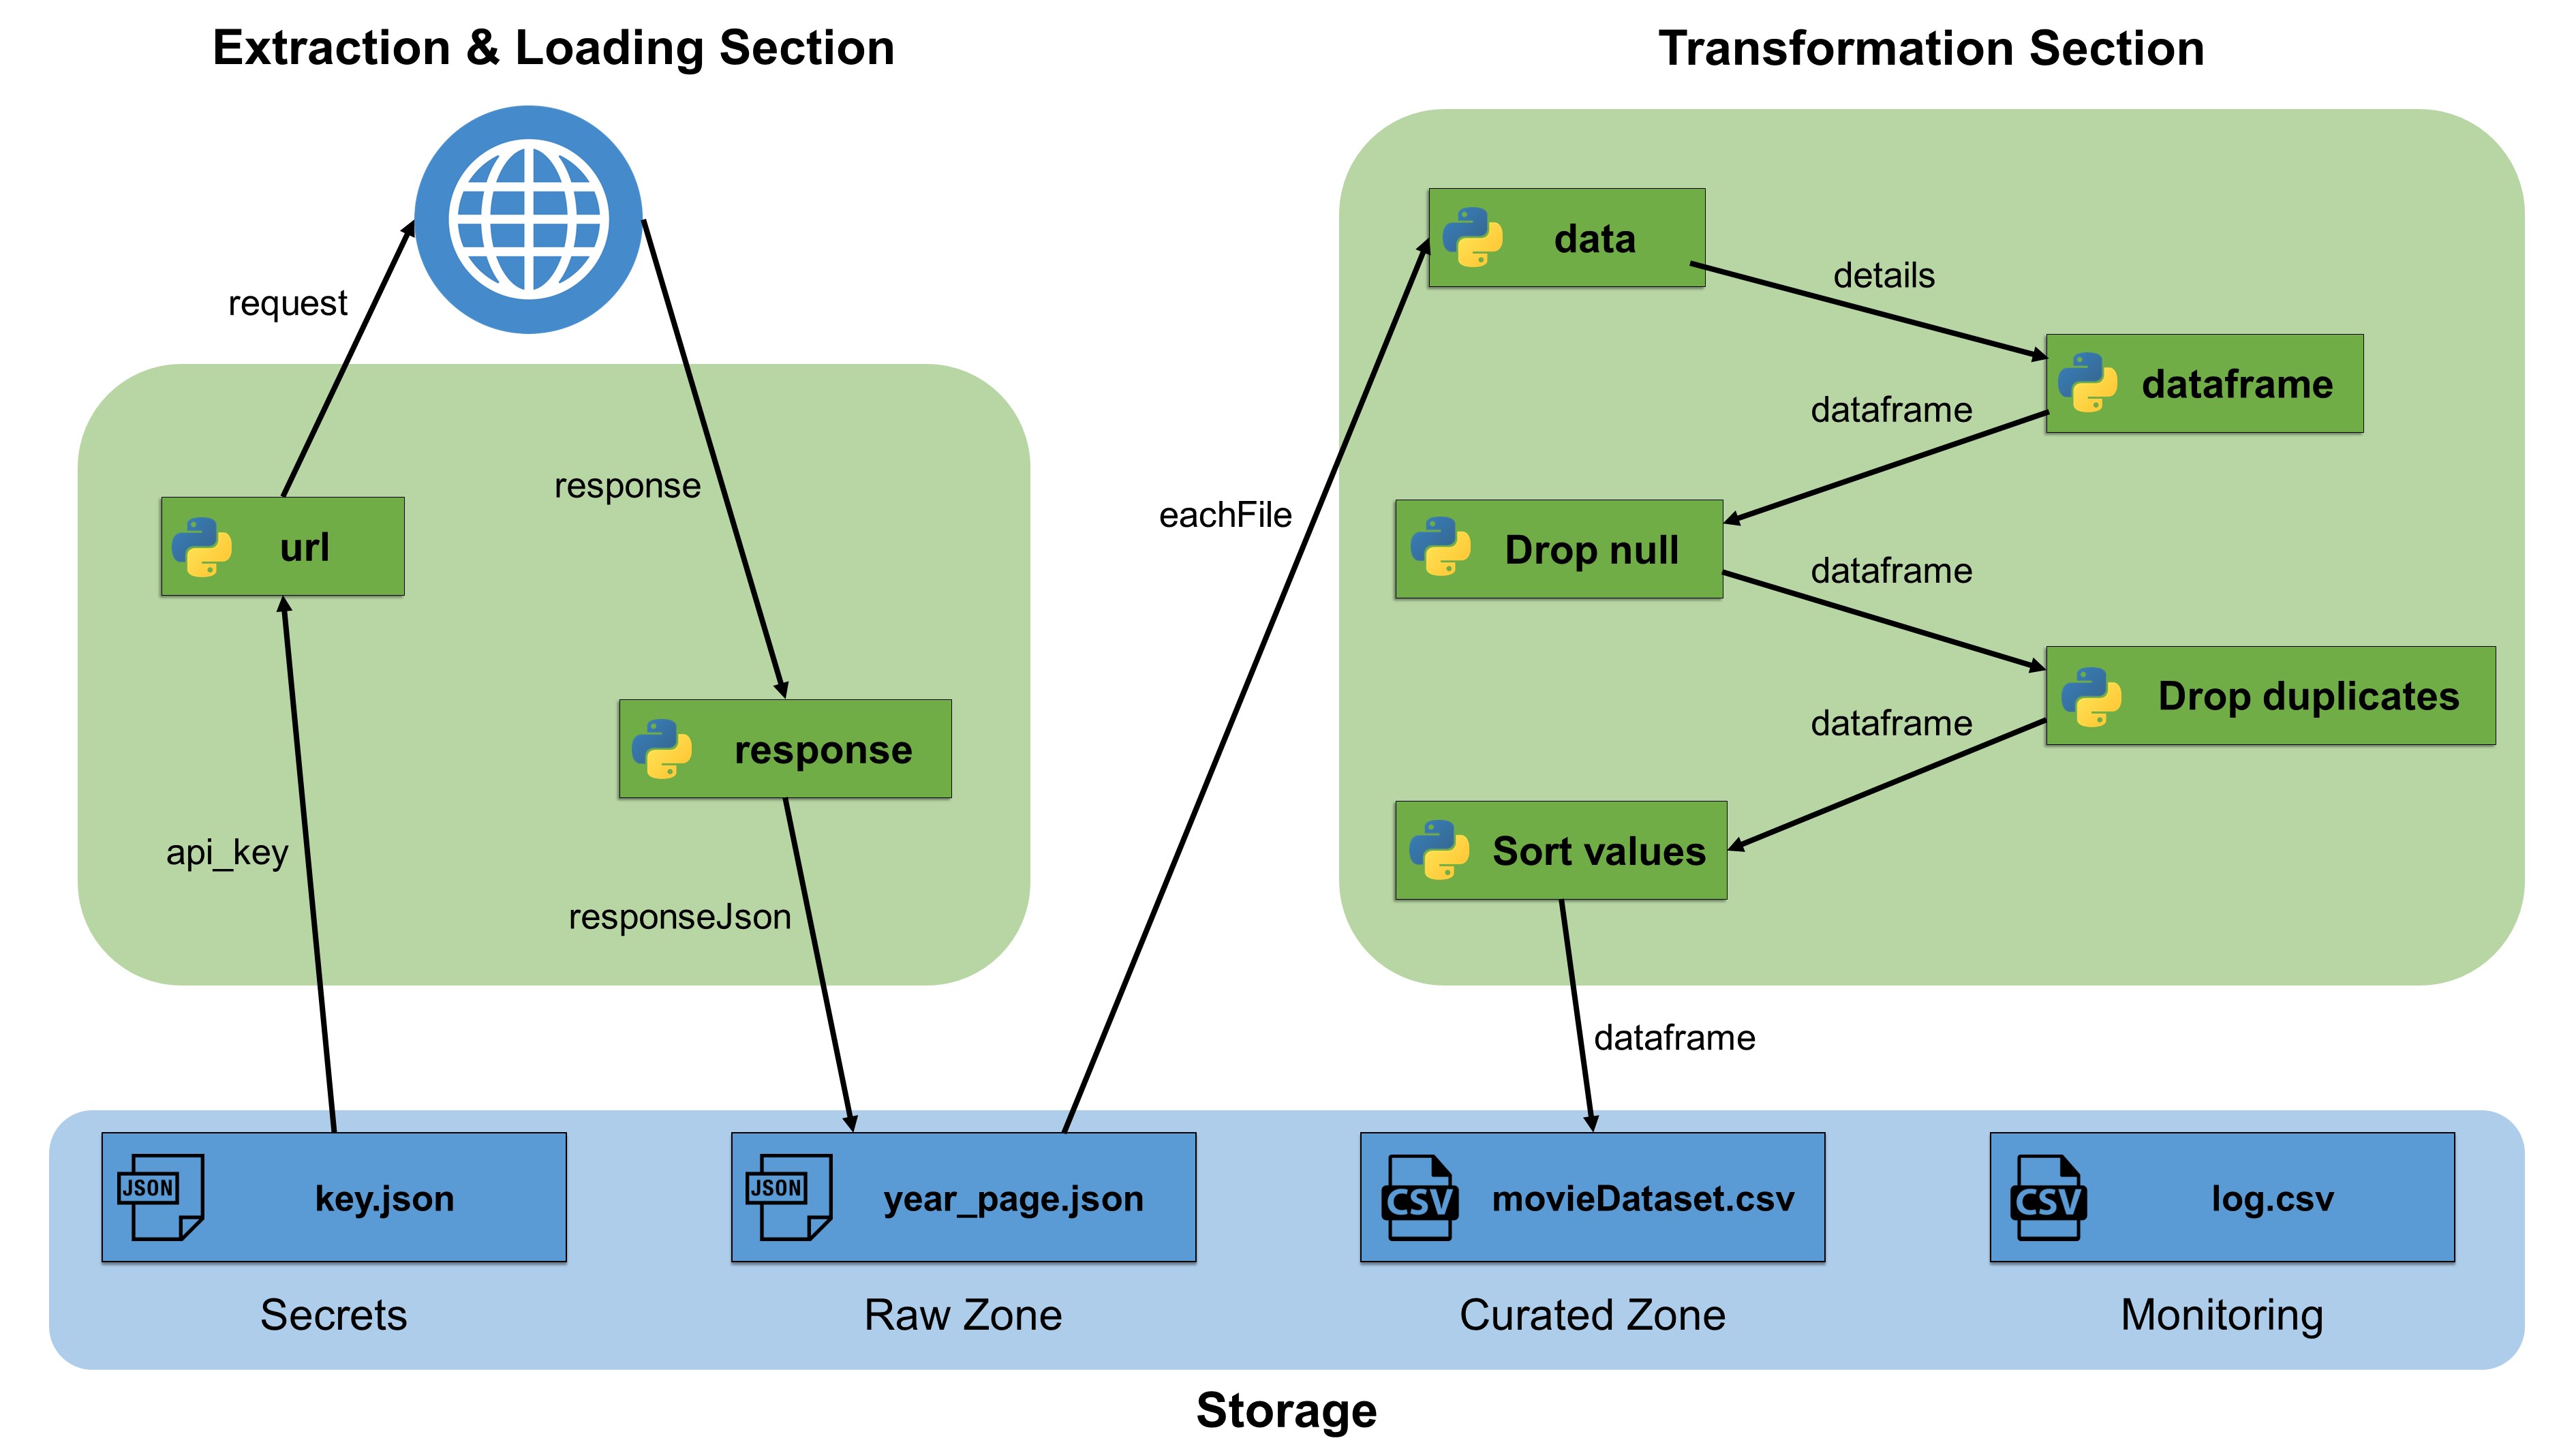 Extraction & Loading Section
Transformation Section
request
response
url
response
api_key
responseJson
eachFile
data
details
dataframe
dataframe
Drop null
dataframe
Drop duplicates
dataframe
Sort values
dataframe
JSON
key.json
JSON
year_page.json
CSV
movieDataset.csv
CSV
log.csv
Secrets
Raw Zone
Curated Zone
Monitoring
Storage